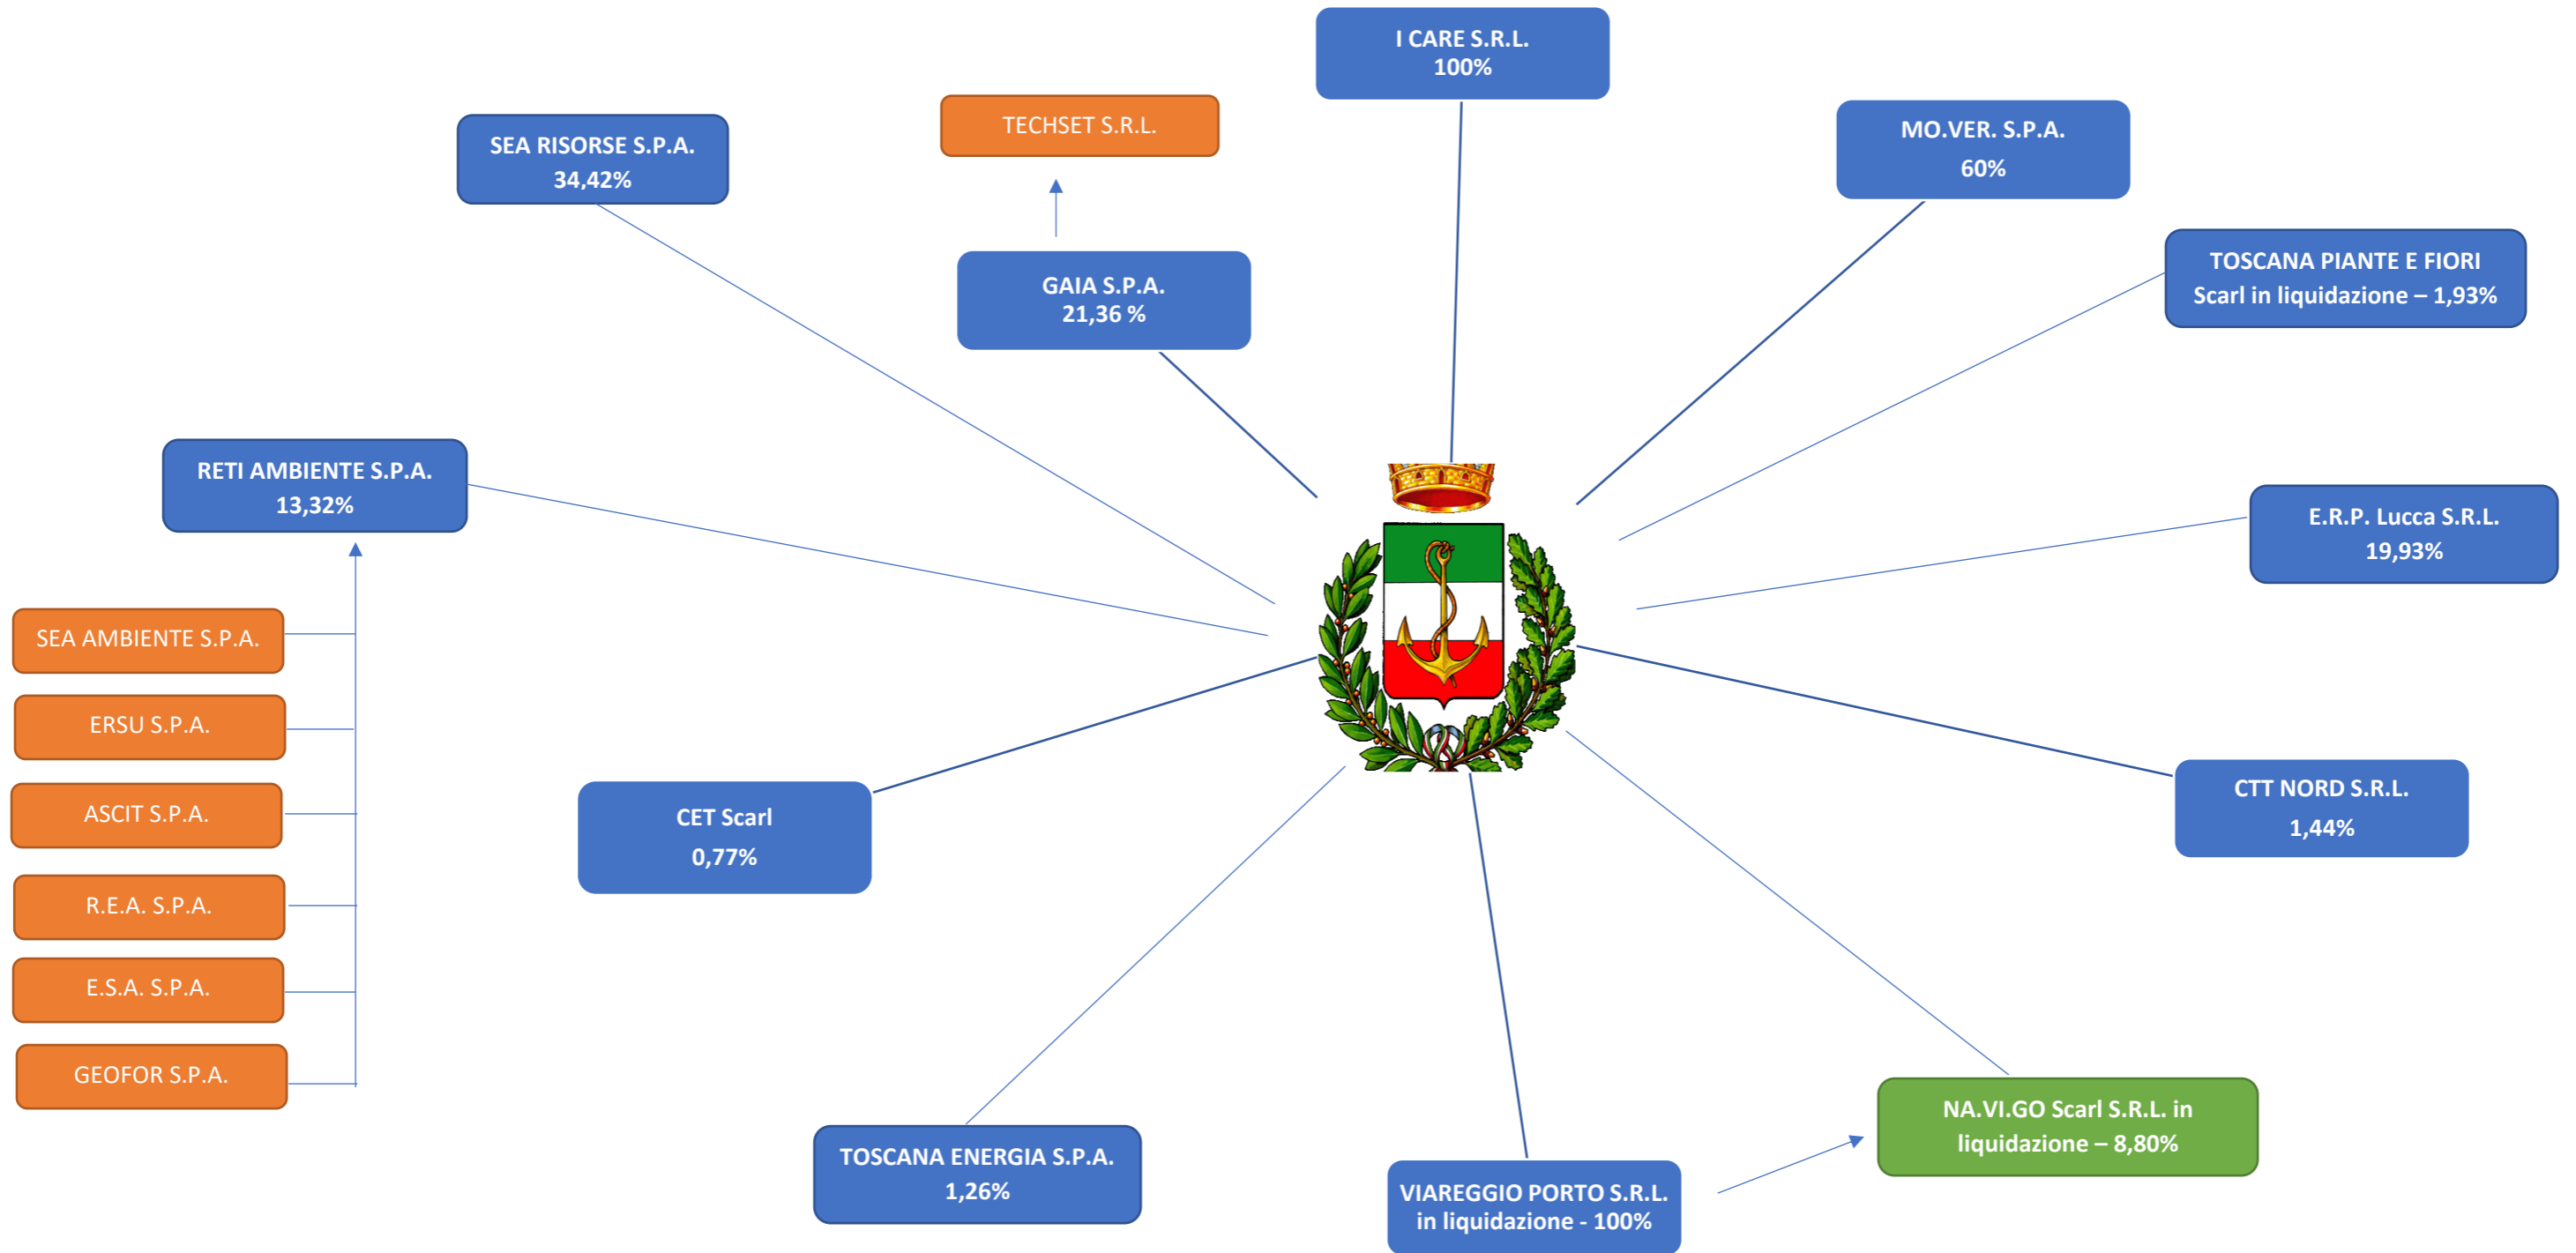 I CARE S.R.L.
100%
TECHSET S.R.L.
SEA RISORSE S.P.A.
34,42%
MO.VER. S.P.A.
60%
GAIA S.P.A.
21,36 %
TOSCANA PIANTE E FIORI
Scarl in liquidazione – 1,93%
RETI AMBIENTE S.P.A.
13,32%
E.R.P. Lucca S.R.L.
19,93%
SEA AMBIENTE S.P.A.
ERSU S.P.A.
ASCIT S.P.A.
R.E.A. S.P.A.
E.S.A. S.P.A.
GEOFOR S.P.A.
CET Scarl
0,77%
CTT NORD S.R.L.
1,44%
TOSCANA ENERGIA S.P.A.
1,26%
VIAREGGIO PORTO S.R.L.
in liquidazione - 100%
NA.VI.GO Scarl S.R.L. in
liquidazione – 8,80%